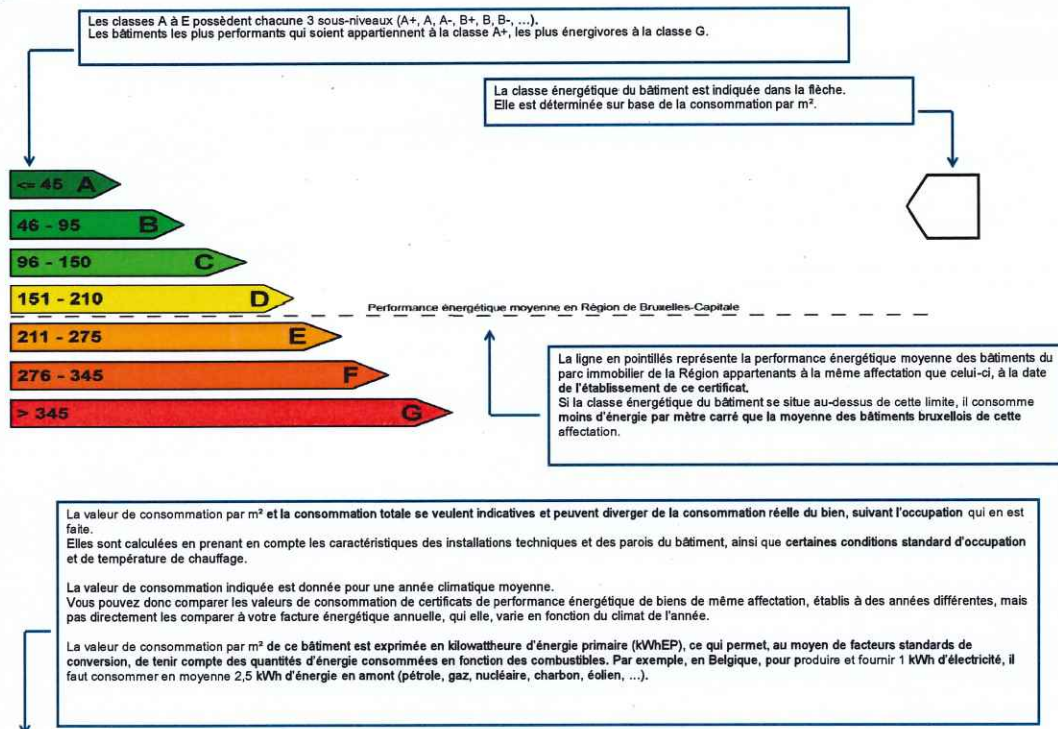 Les classes A à E possèdent chacune 3 sous-niveaux (A+, A, A-, B+, B, B-, ...).
Les bâtiments les plus performants qui soient appartiennent à la classe A+, les plus énergivores à la classe G.
La classe énergétique du bâtiment est indiquée dans la flèche.
Elle est déterminée sur base de la consommation par m².
<= 45 A
46 - 95 B
96 - 150 C
151 - 210 D
Performance énergétique moyenne en Région de Bruxelles-Capitale
211 - 275 E
276 - 345 F
> 345 G
La ligne en pointillés représente la performance énergétique moyenne des bâtiments du
parc immobilier de la Région appartenants à la même affectation que celui-ci, à la date
de l'établissement de ce certificat.
Si la classe énergétique du bâtiment se situe au-dessus de cette limite, il consomme
moins d'énergie par mètre carré que la moyenne des bâtiments bruxellois de cette
affectation.
La valeur de consommation par m² et la consommation totale se veulent indicatives et peuvent diverger de la consommation réelle du bien, suivant l'occupation qui en est
faite.
Elles sont calculées en prenant en compte les caractéristiques des installations techniques et des parois du bâtiment, ainsi que certaines conditions standard d'occupation
et de température de chauffage.
La valeur de consommation indiquée est donnée pour une année climatique moyenne.
Vous pouvez donc comparer les valeurs de consommation de certificats de performance énergétique de biens de même affectation, établis à des années différentes, mais
pas directement les comparer à votre facture énergétique annuelle, qui elle, varie en fonction du climat de l'année.
La valeur de consommation par m² de ce bâtiment est exprimée en kilowattheure d'énergie primaire (kWhEP), ce qui permet, au moyen de facteurs standards de
conversion, de tenir compte des quantités d'énergie consommées en fonction des combustibles. Par exemple, en Belgique, pour produire et fournir 1 kWh d'électricité, il
faut consommer en moyenne 2,5 kWh d'énergie en amont (pétrole, gaz, nucléaire, charbon, éolien, ...).